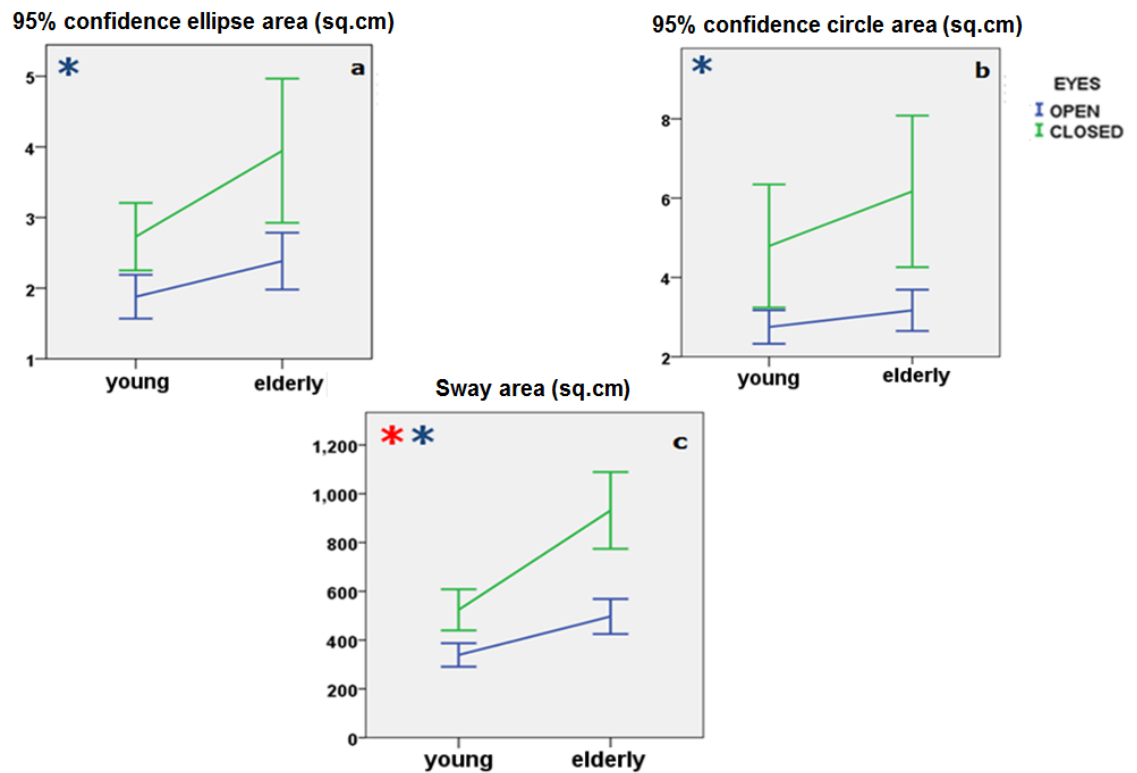 95% confidence ellipse area (sq.cm)
*
a
5
4
3
2
1
young
elderly
95% confidence circle area (sq.cm)
*
b
8
6
4
2
young
elderly
EYES
OPEN
CLOSED
Sway area (sq.cm)
* *
c
1,200
1,000
800
600
400
200
0
young
elderly